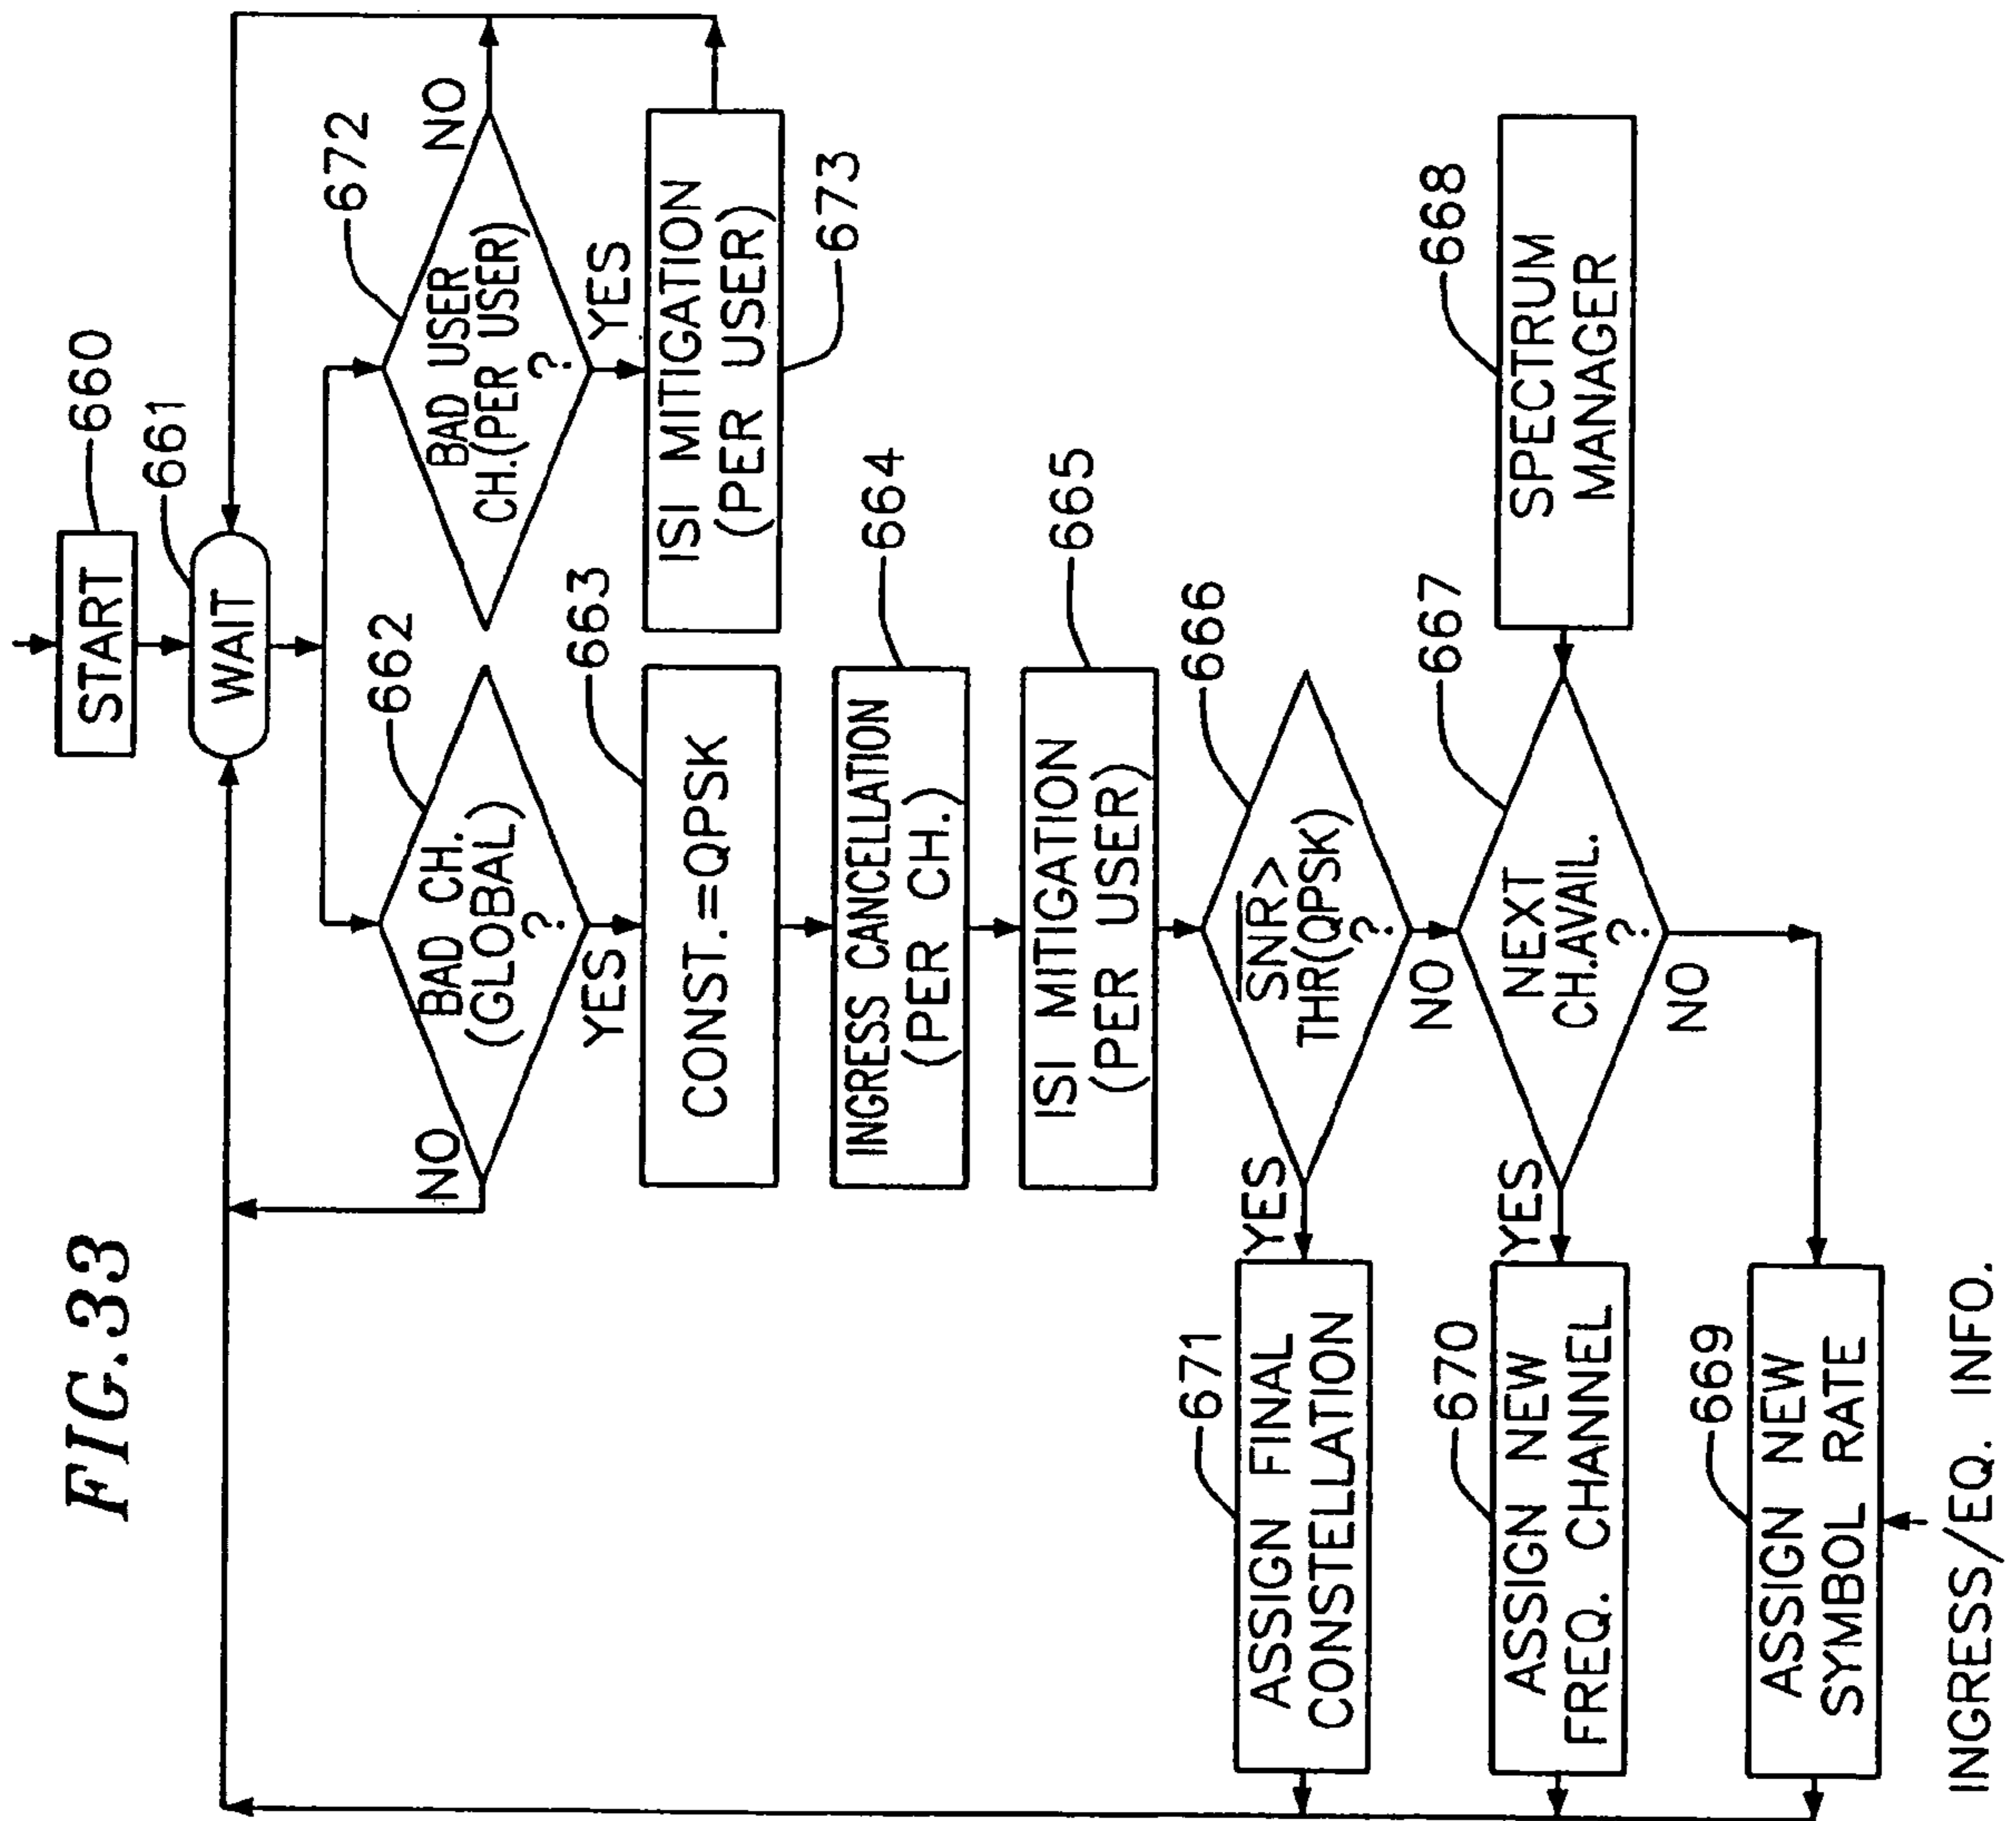 FIG.33
START
660
WAIT
661
BAD CH.
(GLOBAL)
?
662
NO
YES
BAD USER
CH.(PER USER)
?
672
NO
YES
CONST.=QPSK
663
ISI MITIGATION
(PER USER)
673
INGRESS CANCELLATION
(PER CH.)
664
ISI MITIGATION
(PER USER)
665
SNR>
THR(QPSK)
?
666
YES
NO
ASSIGN FINAL
CONSTELLATION
671
NEXT
CH.AVAIL.
?
667
YES
NO
SPECTRUM
MANAGER
668
ASSIGN NEW
FREQ. CHANNEL
670
ASSIGN NEW
SYMBOL RATE
669
INGRESS/EQ. INFO.